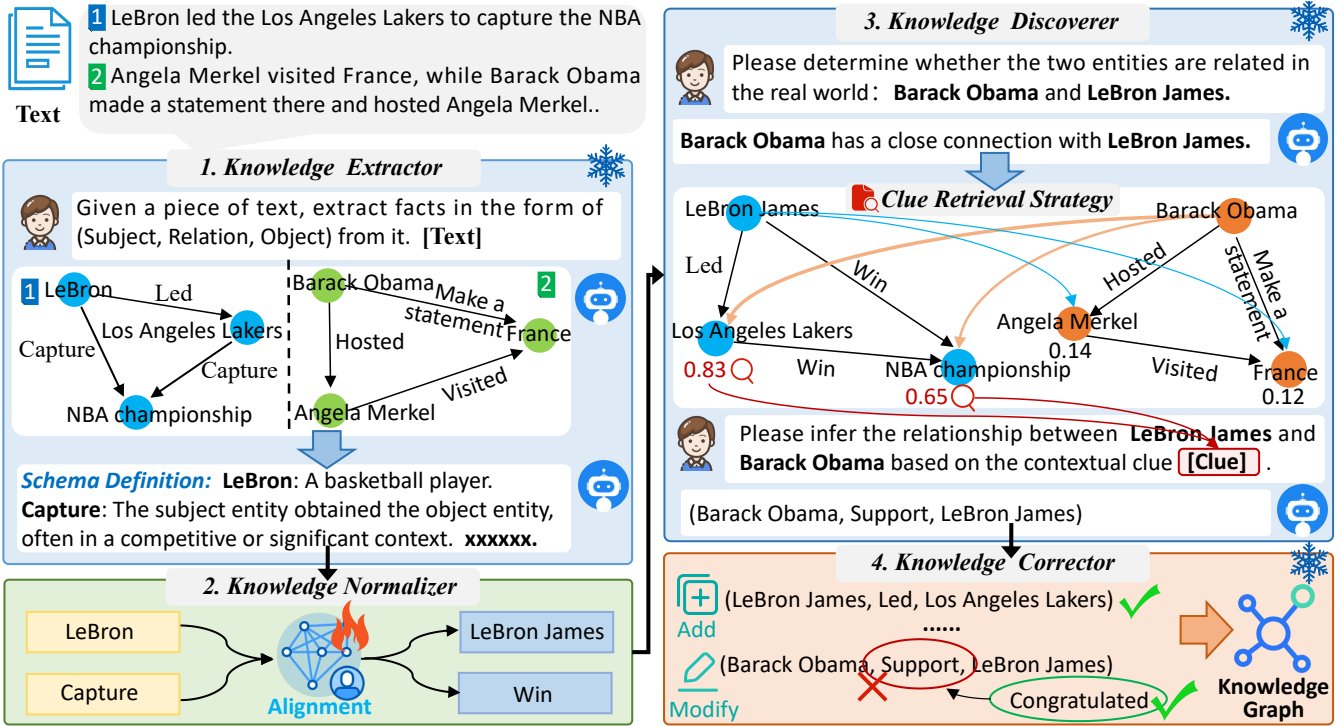 1 LeBron led the Los Angeles Lakers to capture the NBA
championship.
2 Angela Merkel visited France, while Barack Obama
made a statement there and hosted Angela Merkel..
Text
1. Knowledge Extractor
Given a piece of text, extract facts in the form of
(Subject, Relation, Object) from it. [Text]
1
LeBron
Led
Los Angeles Lakers
Capture
Capture
NBA championship
Barack Obama
2
Make a
statement
France
Hosted
Visited
Angela Merkel
Schema Definition: LeBron: A basketball player.
Capture: The subject entity obtained the object entity,
often in a competitive or significant context. xxxxxx.
2. Knowledge Normalizer
LeBron
Capture
Alignment
LeBron James
Win
3. Knowledge Discoverer
Please determine whether the two entities are related in
the real world: Barack Obama and LeBron James.
Barack Obama has a close connection with LeBron James.
Clue Retrieval Strategy
LeBron James
Barack Obama
Led
Win
Hosted
Make a
statement
Los Angeles Lakers
Angela Merkel
0.83
Win
NBA championship
0.65
0.14
Visited
France
0.12
Please infer the relationship between LeBron James and
Barack Obama based on the contextual clue [Clue] .
(Barack Obama, Support, LeBron James)
4. Knowledge Corrector
Add
(LeBron James, Led, Los Angeles Lakers)
......
Modify
(Barack Obama, Support, LeBron James)
Congratulated
Knowledge
Graph